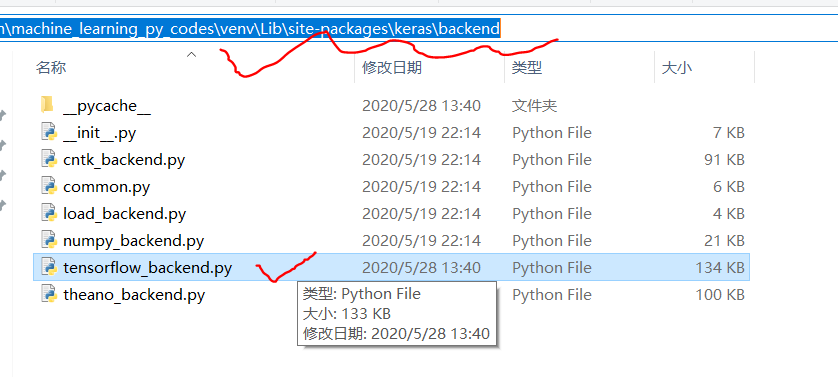 n\machine_learning_py_codes\venv\Lib\site-packages\keras\backend
名称 修改日期 类型 大小
__pycache__ 2020/5/28 13:40 文件夹
__init__.py 2020/5/19 22:14 Python File 7 KB
cntk_backend.py 2020/5/19 22:14 Python File 91 KB
common.py 2020/5/19 22:14 Python File 6 KB
load_backend.py 2020/5/19 22:14 Python File 4 KB
numpy_backend.py 2020/5/19 22:14 Python File 21 KB
tensorflow_backend.py 2020/5/28 13:40 Python File 134 KB
theano_backend.py Python File 100 KB
类型: Python File
大小: 133 KB
修改日期: 2020/5/28 13:40